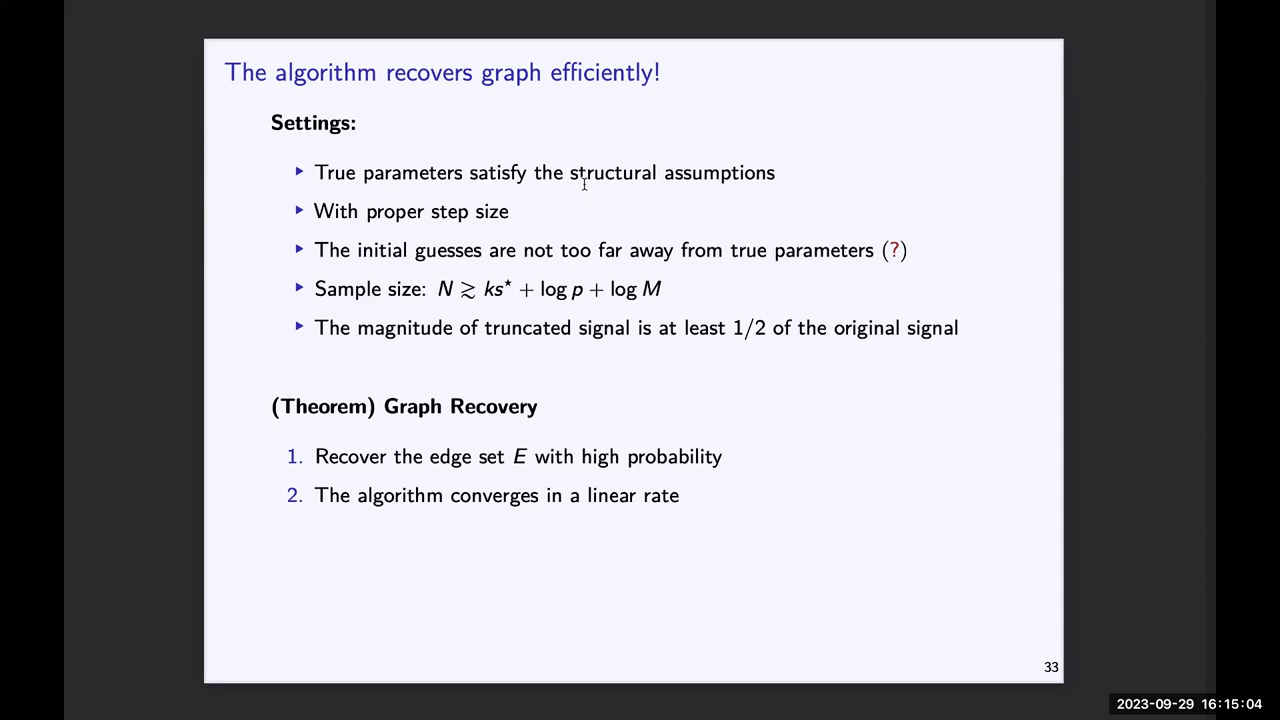 The algorithm recovers graph efficiently!
Settings:
▸ True parameters satisfy the structural assumptions
▸ With proper step size
▸ The initial guesses are not too far away from true parameters (?)
▸ Sample size: N ≳ ks⋆ + log p + log M
▸ The magnitude of truncated signal is at least 1/2 of the original signal
(Theorem) Graph Recovery
1. Recover the edge set E with high probability
2. The algorithm converges in a linear rate
33
2023-09-29 16:15:04